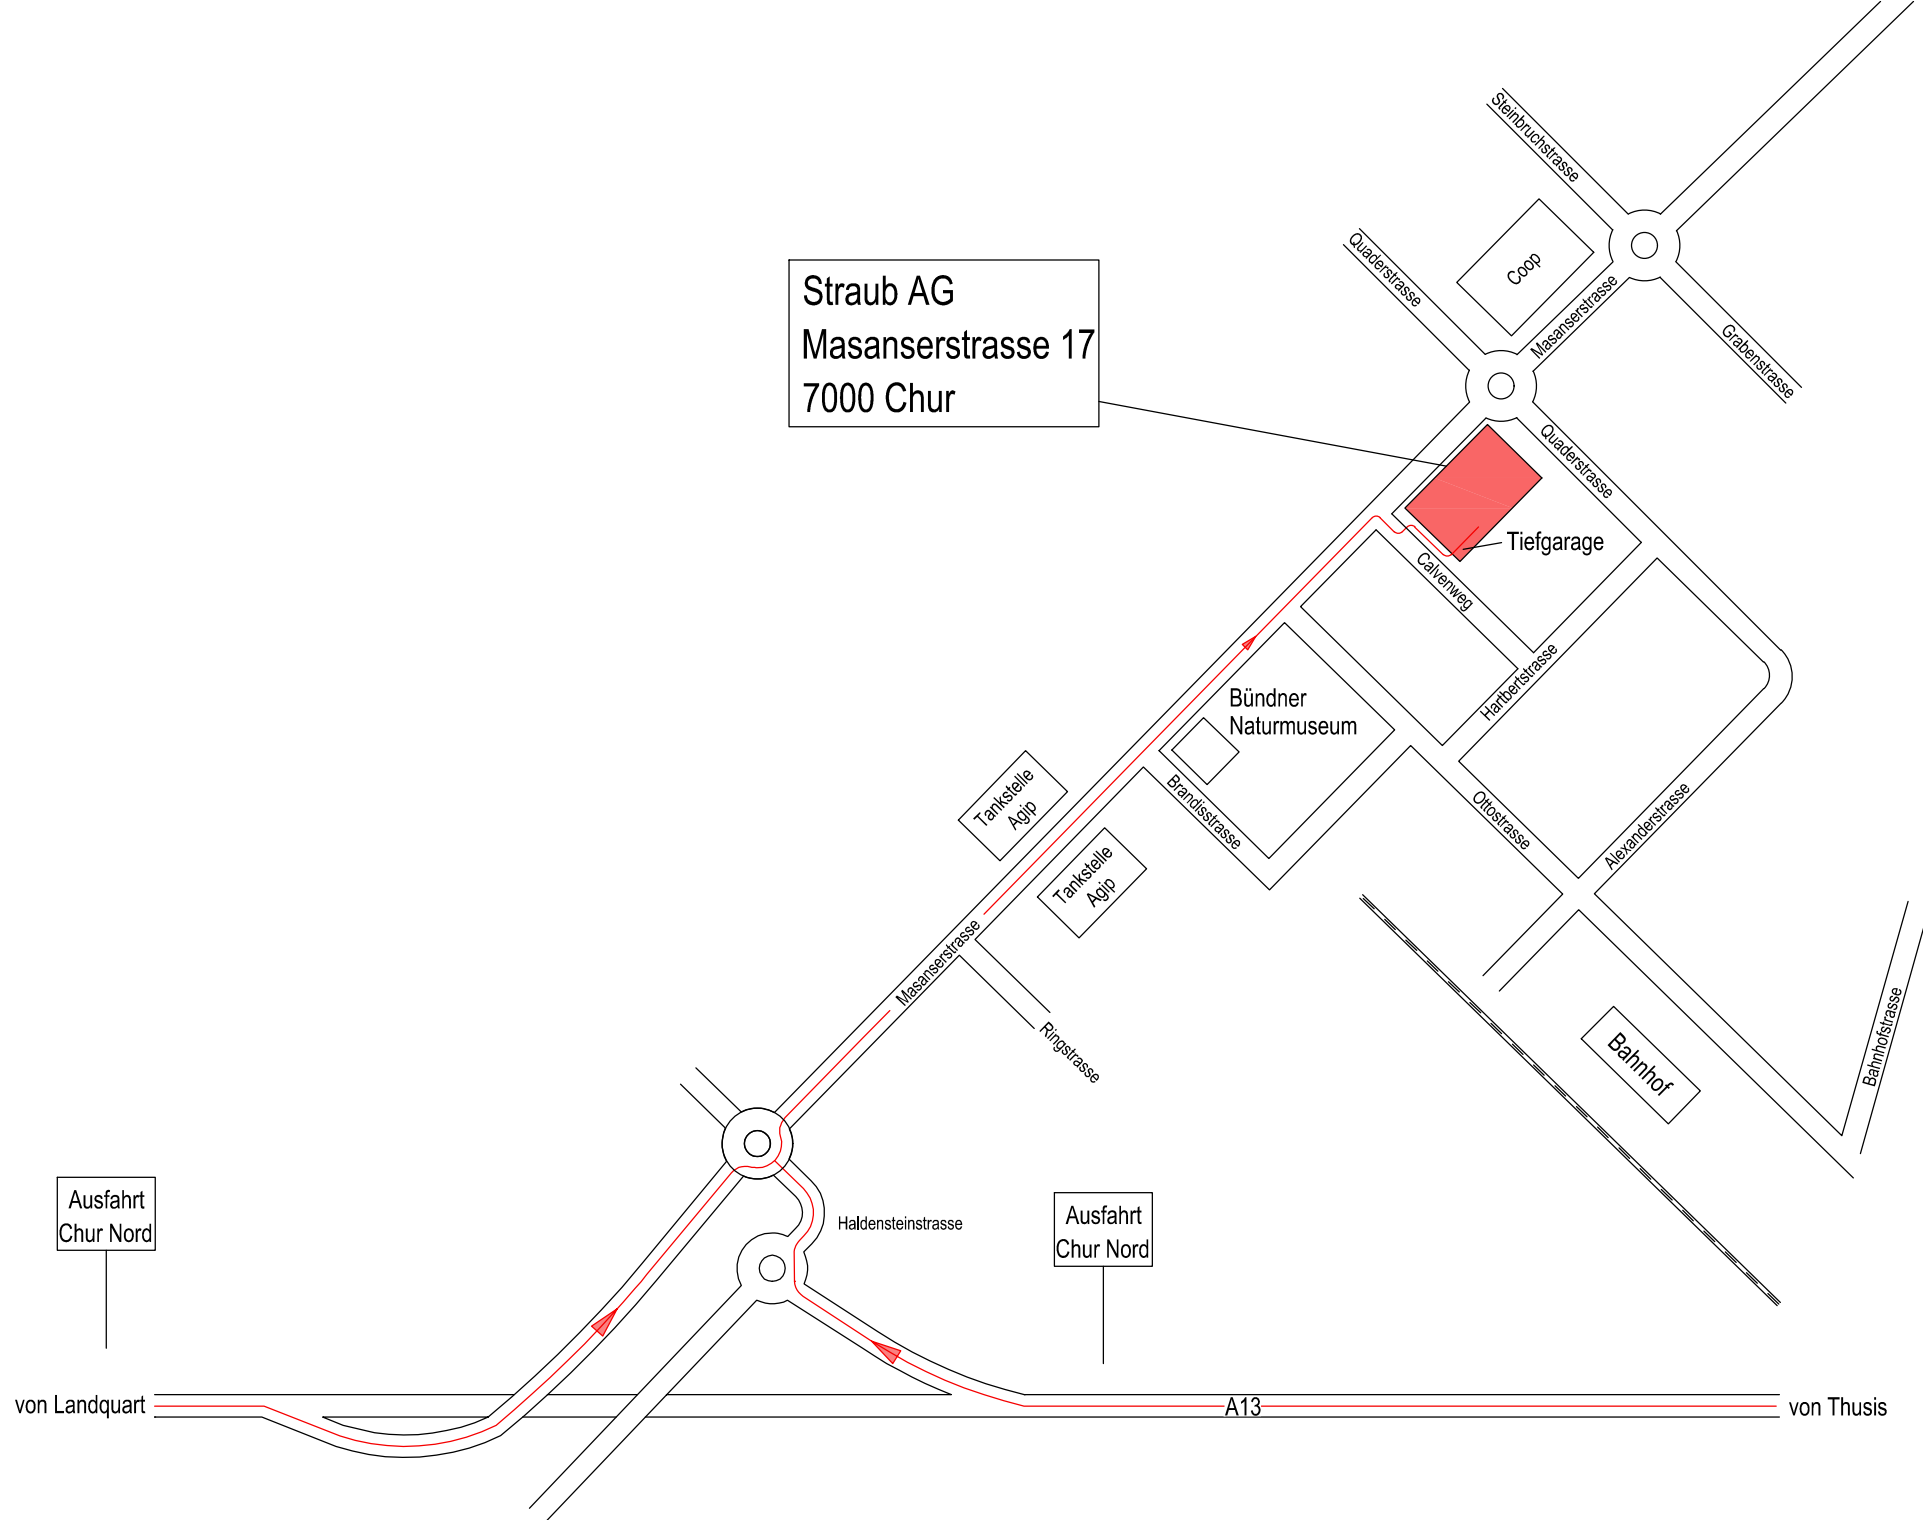 Steinbruchstrasse
Quaderstrasse
Coop
Masanserstrasse
Grabenstrasse
Straub AG
Masanserstrasse 17
7000 Chur
Quaderstrasse
Tiefgarage
Calvenweg
Hartbertstrasse
Bündner
Naturmuseum
Tankstelle
Agip
Brandisstrasse
Ottostrasse
Alexanderstrasse
Tankstelle
Agip
Masanserstrasse
Ringstrasse
Bahnhof
Bahnhofstrasse
Ausfahrt
Chur Nord
Haldensteinstrasse
Ausfahrt
Chur Nord
von Landquart
A13
von Thusis